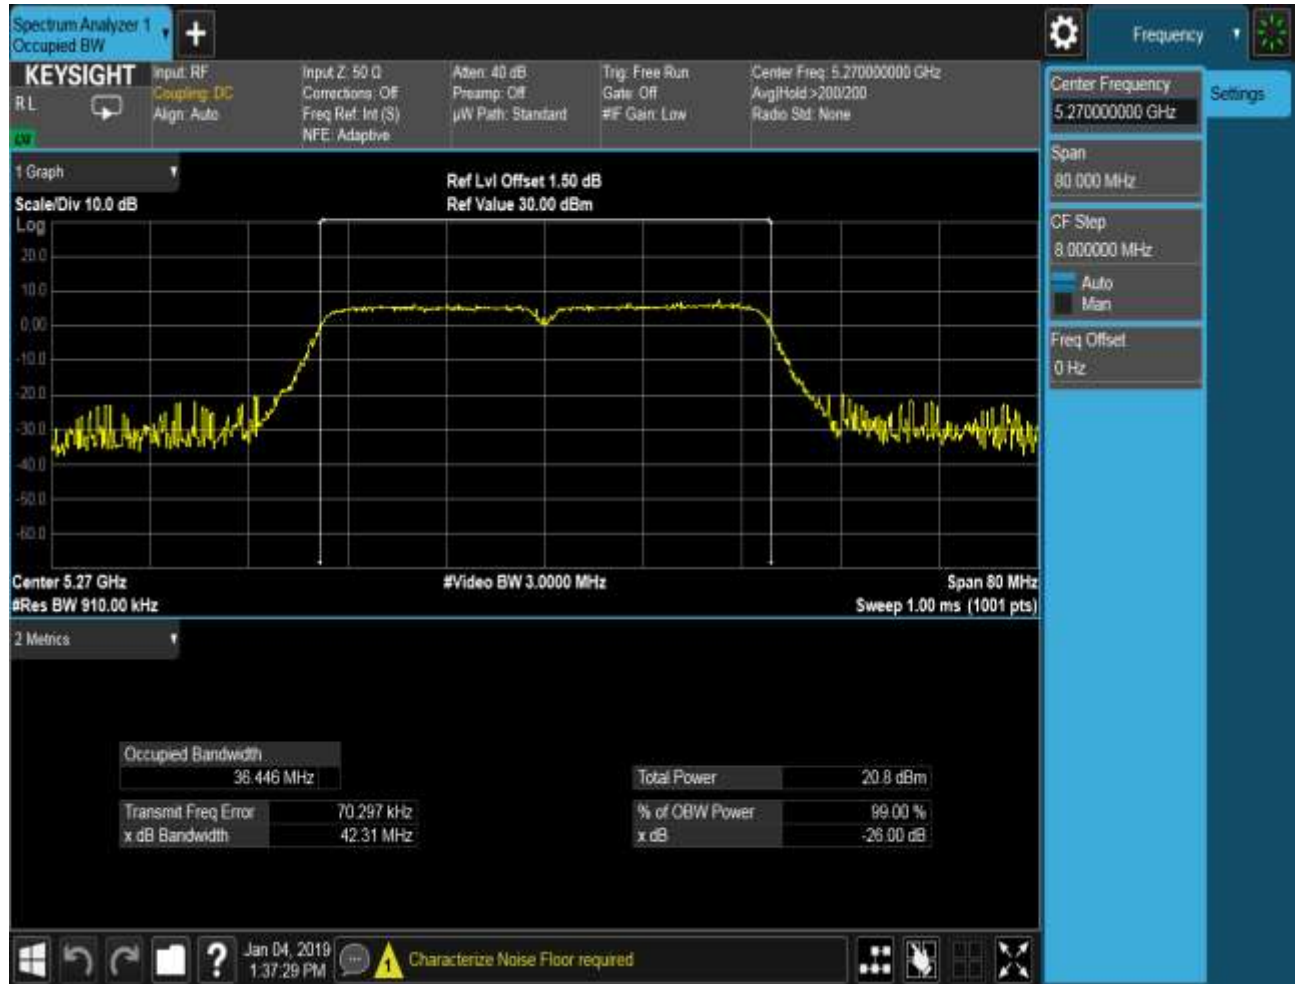 Spectrum Analyzer 1
Occupied BW
Frequency
KEYSIGHT
RL
Input: RF
Coupling: DC
Align: Auto
Input Z: 50 Ω
Corrections: Off
Freq Ref: Int (S)
NFE: Adaptive
Atten: 40 dB
Preamp: Off
µW Path: Standard
Trig: Free Run
Gate: Off
#IF Gain: Low
Center Freq: 5.270000000 GHz
Avg|Hold:>200/200
Radio Std: None
Center Frequency
5.270000000 GHz
Settings
Span
80.000 MHz
CF Step
8.000000 MHz
Auto
Man
Freq Offset
0 Hz
1 Graph
Scale/Div 10.0 dB
Ref Lvl Offset 1.50 dB
Ref Value 30.00 dBm
Log
20.0
10.0
0.00
-10.0
-20.0
-30.0
-40.0
-50.0
-60.0
Center 5.27 GHz
#Video BW 3.0000 MHz
Span 80 MHz
#Res BW 910.00 kHz
Sweep 1.00 ms (1001 pts)
2 Metrics
Occupied Bandwidth
36.446 MHz
Total Power 20.8 dBm
Transmit Freq Error 70.297 kHz
% of OBW Power 99.00 %
x dB Bandwidth 42.31 MHz
x dB -26.00 dB
?
Jan 04, 2019
1:37:29 PM
1
Characterize Noise Floor required